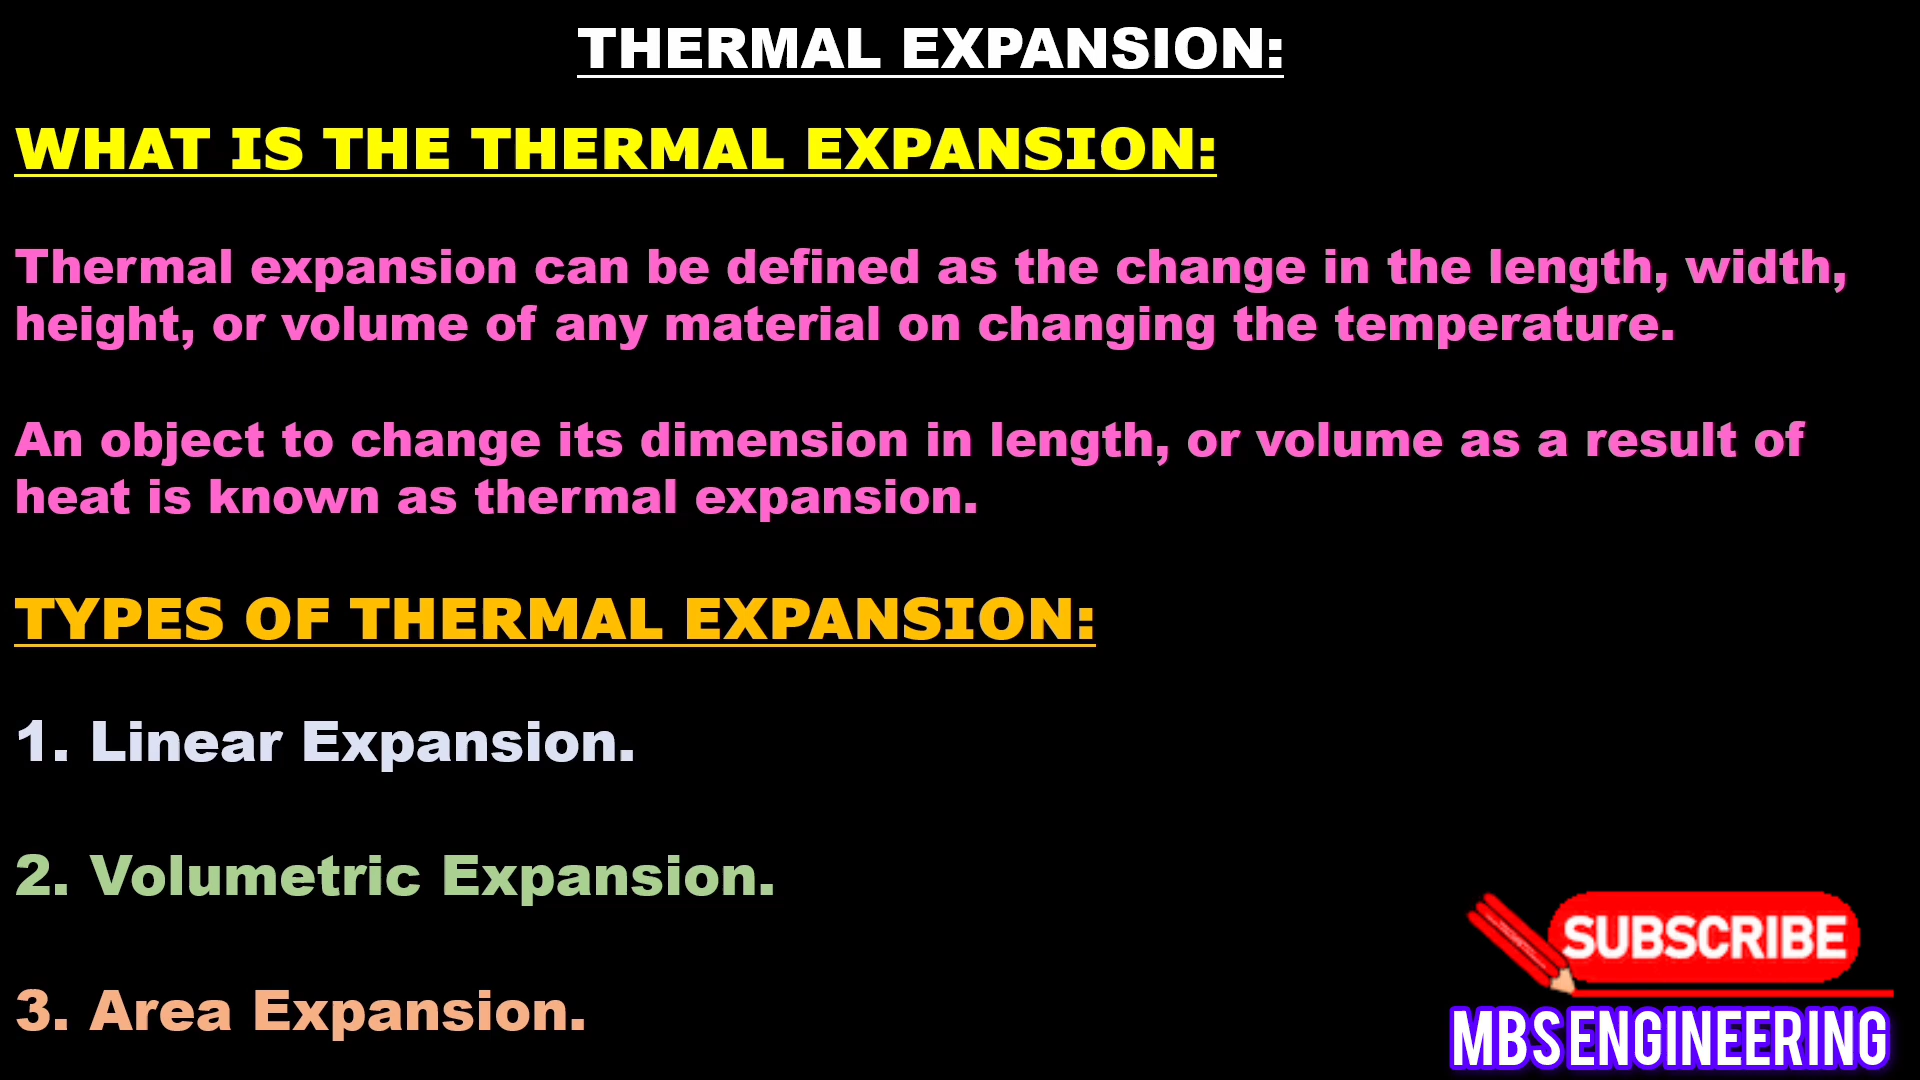 THERMAL EXPANSION:
WHAT IS THE THERMAL EXPANSION:
Thermal expansion can be defined as the change in the length, width,
height, or volume of any material on changing the temperature.
An object to change its dimension in length, or volume as a result of
heat is known as thermal expansion.
TYPES OF THERMAL EXPANSION:
1. Linear Expansion.
2. Volumetric Expansion.
3. Area Expansion.
SUBSCRIBE
MBS ENGINEERING